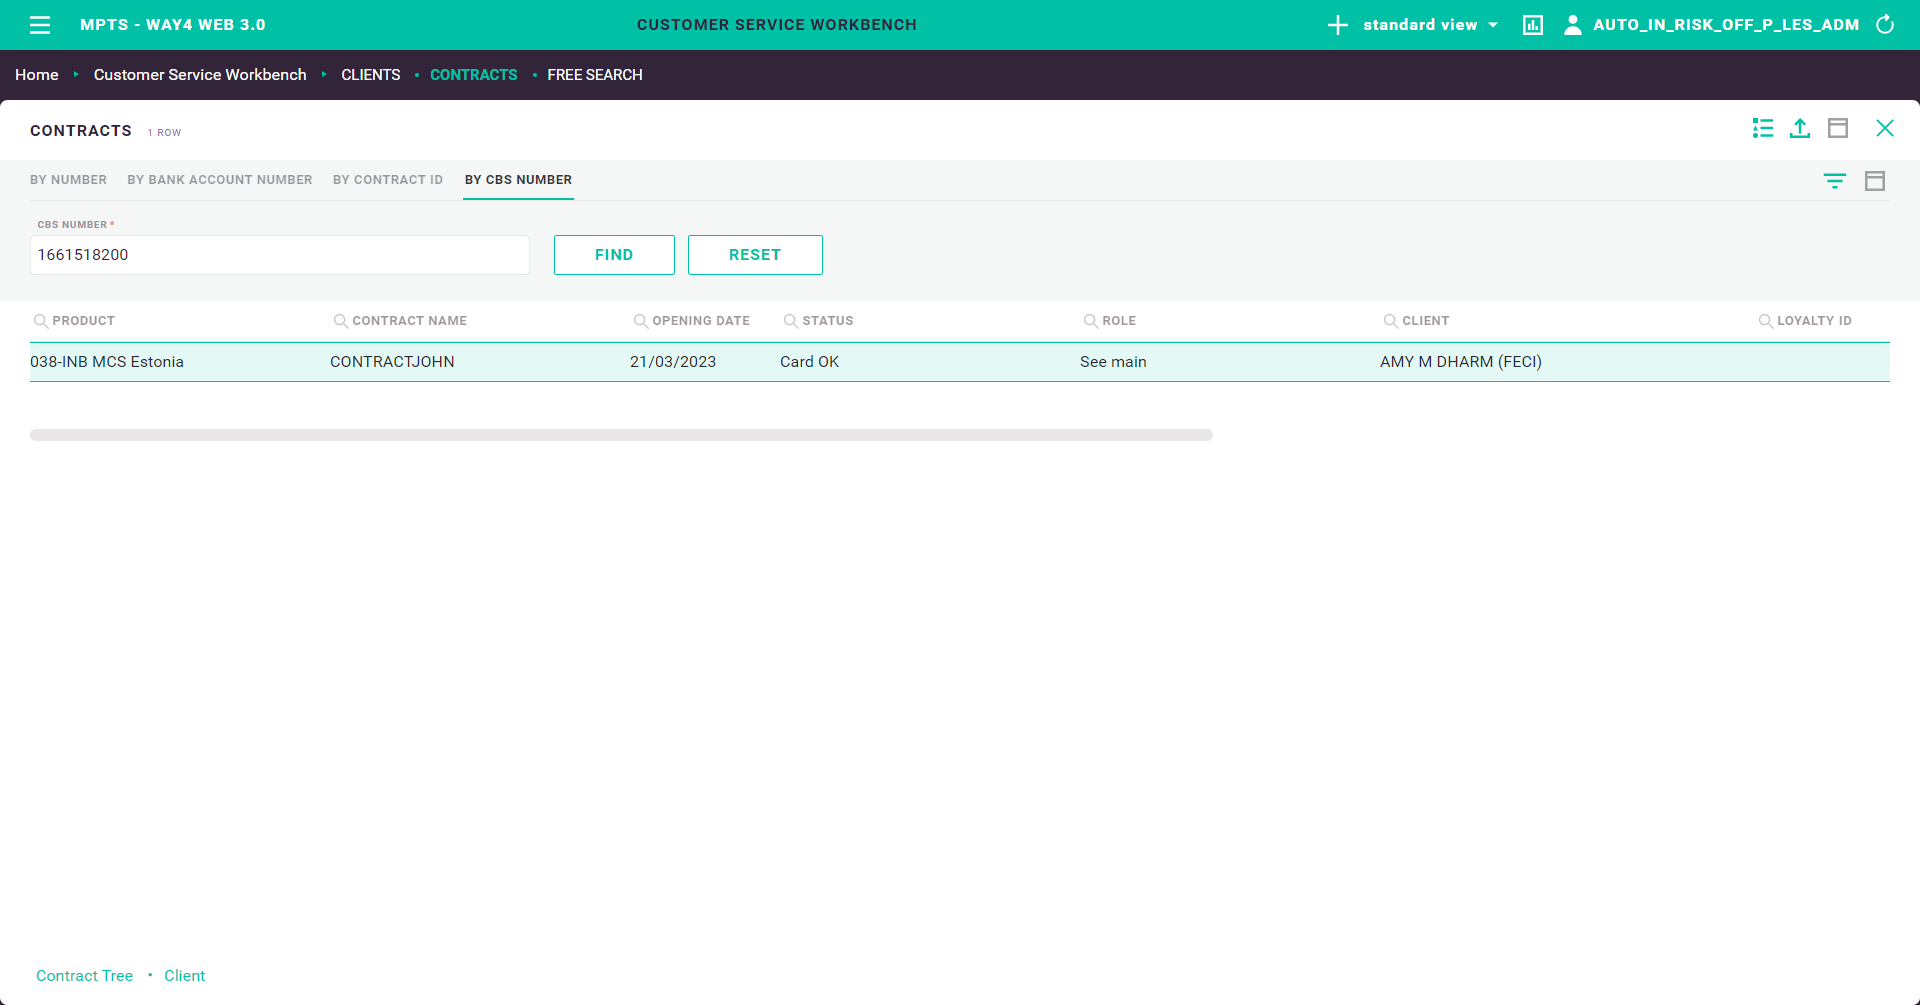 MPTS - WAY4 WEB 3.0 CUSTOMER SERVICE WORKBENCH standard view AUTO_IN_RISK_OFF_P_LES_ADM
Home Customer Service Workbench CLIENTS CONTRACTS FREE SEARCH
CONTRACTS 1 ROW
BY NUMBER BY BANK ACCOUNT NUMBER BY CONTRACT ID BY CBS NUMBER
CBS NUMBER *
1661518200 FIND RESET
PRODUCT CONTRACT NAME OPENING DATE STATUS ROLE CLIENT LOYALTY ID
038-INB MCS Estonia CONTRACTJOHN 21/03/2023 Card OK See main AMY M DHARM (FECI)
Contract Tree • Client